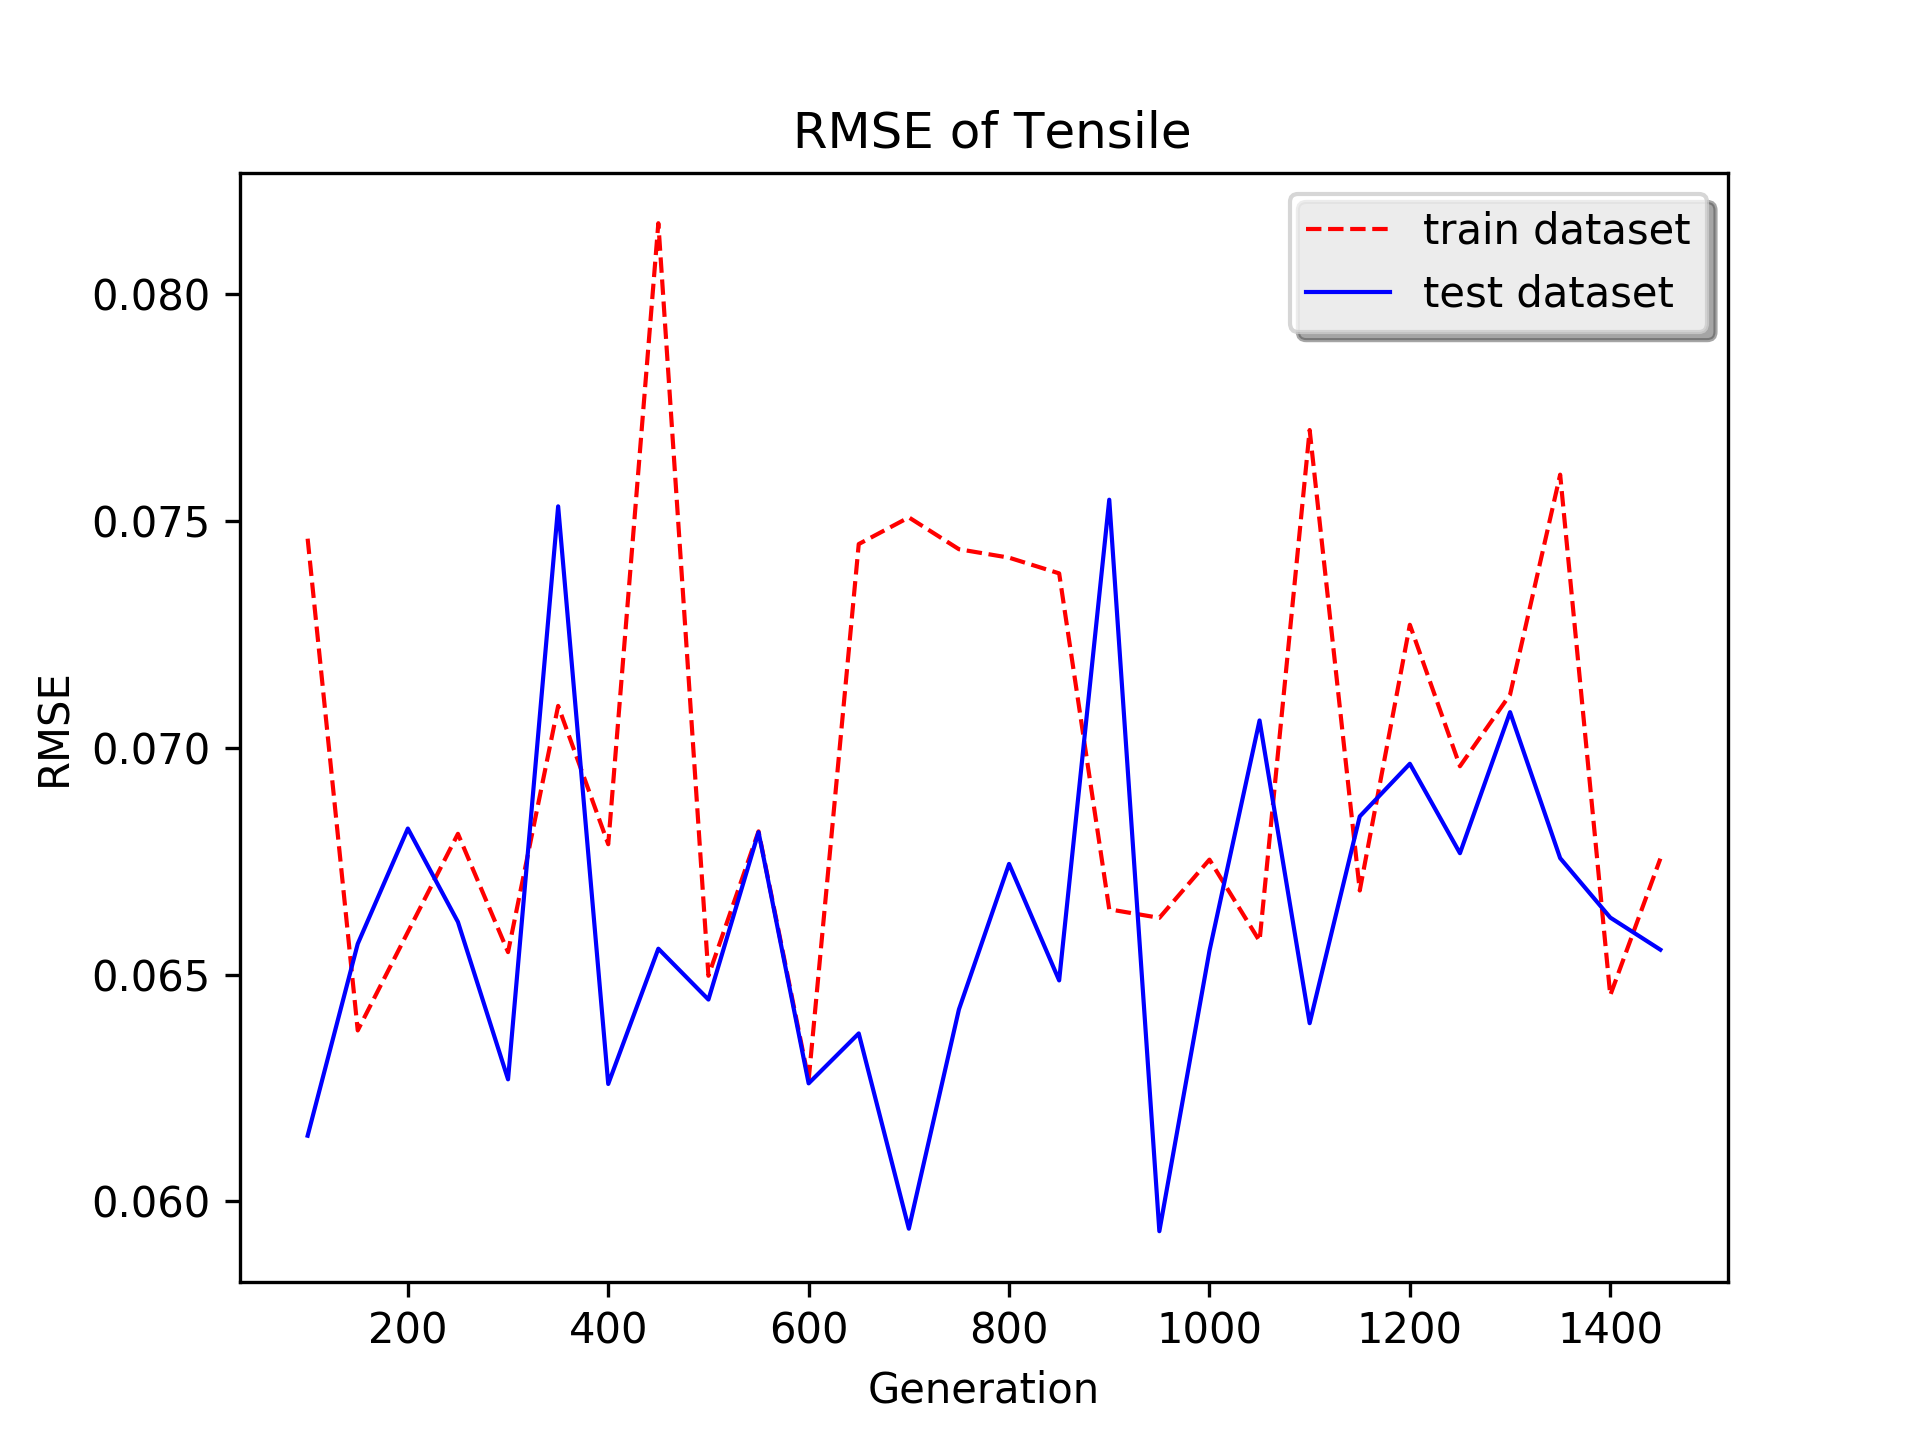 RMSE of Tensile
train dataset
test dataset
0.080
0.075
0.070
0.065
0.060
RMSE
200 400 600 800 1000 1200 1400
Generation